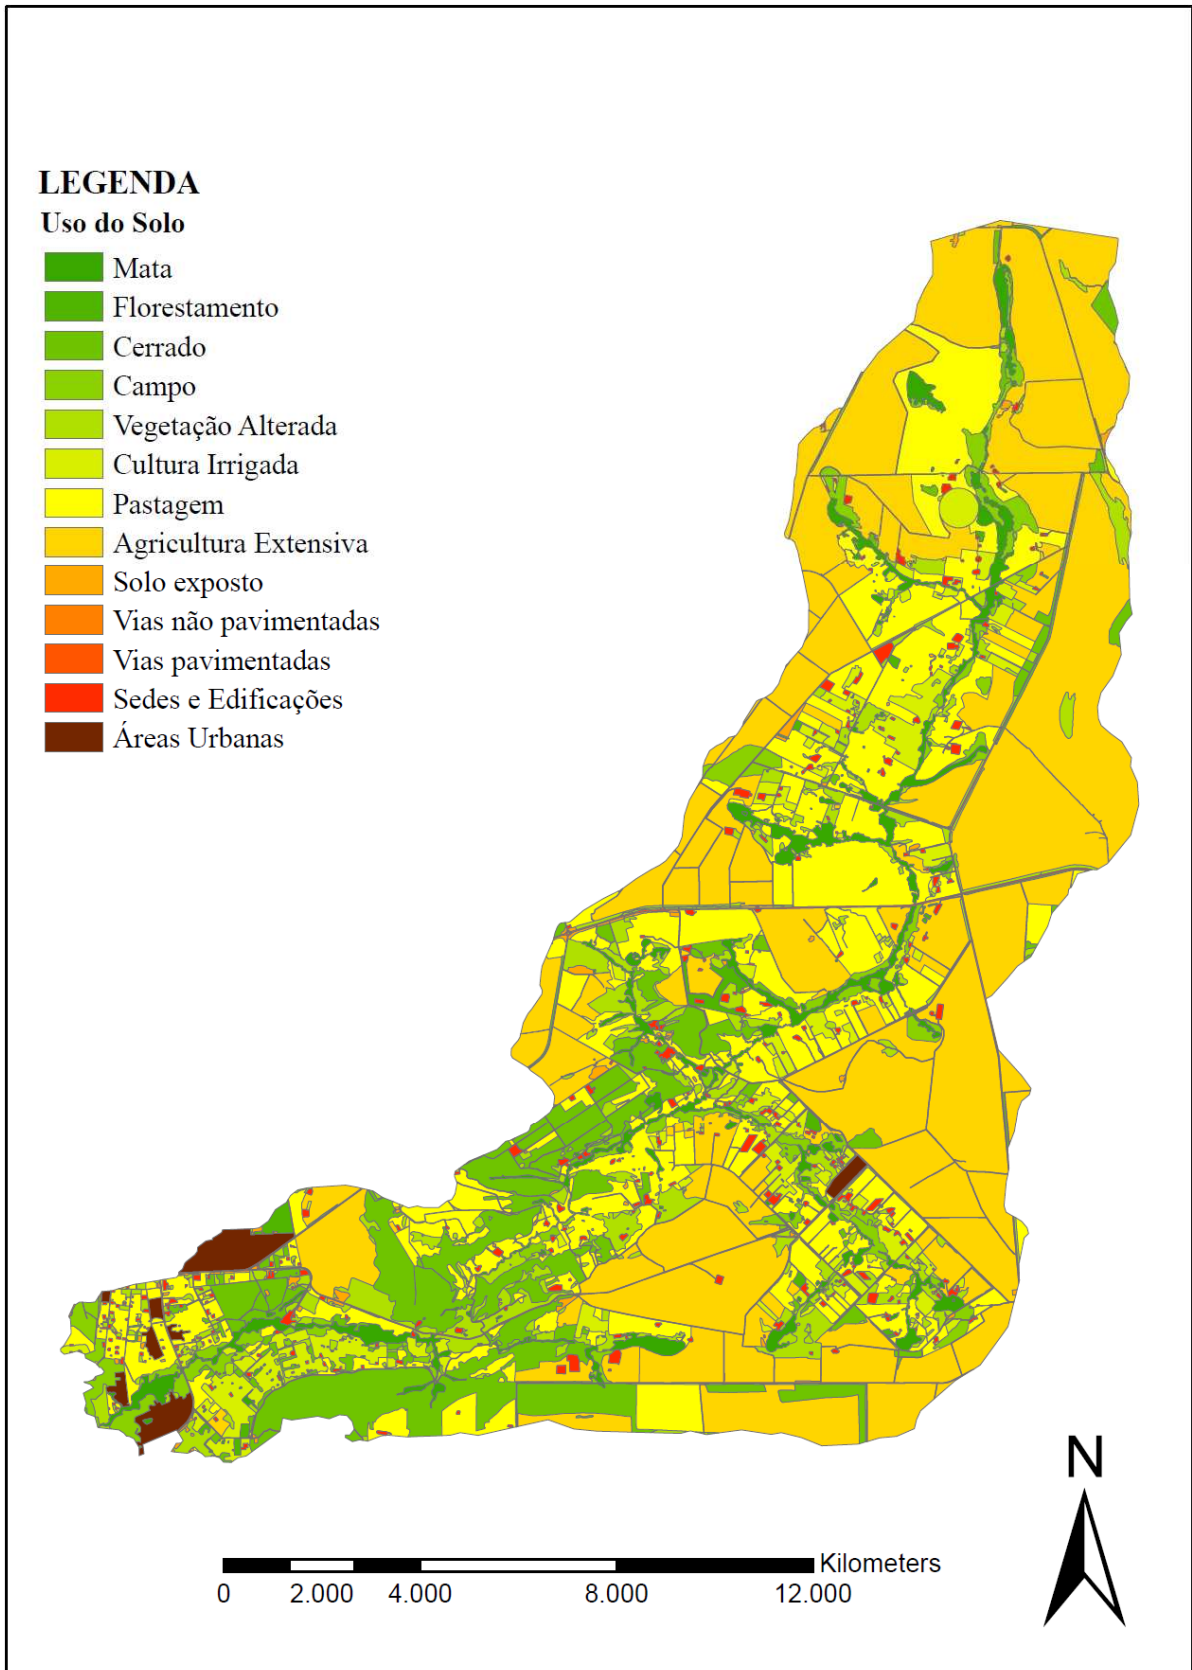 LEGENDA
Uso do Solo
Mata
Florestamento
Cerrado
Campo
Vegetação Alterada
Cultura Irrigada
Pastagem
Agricultura Extensiva
Solo exposto
Vias não pavimentadas
Vias pavimentadas
Sedes e Edificações
Áreas Urbanas
N
Kilometers
0 2.000 4.000 8.000 12.000